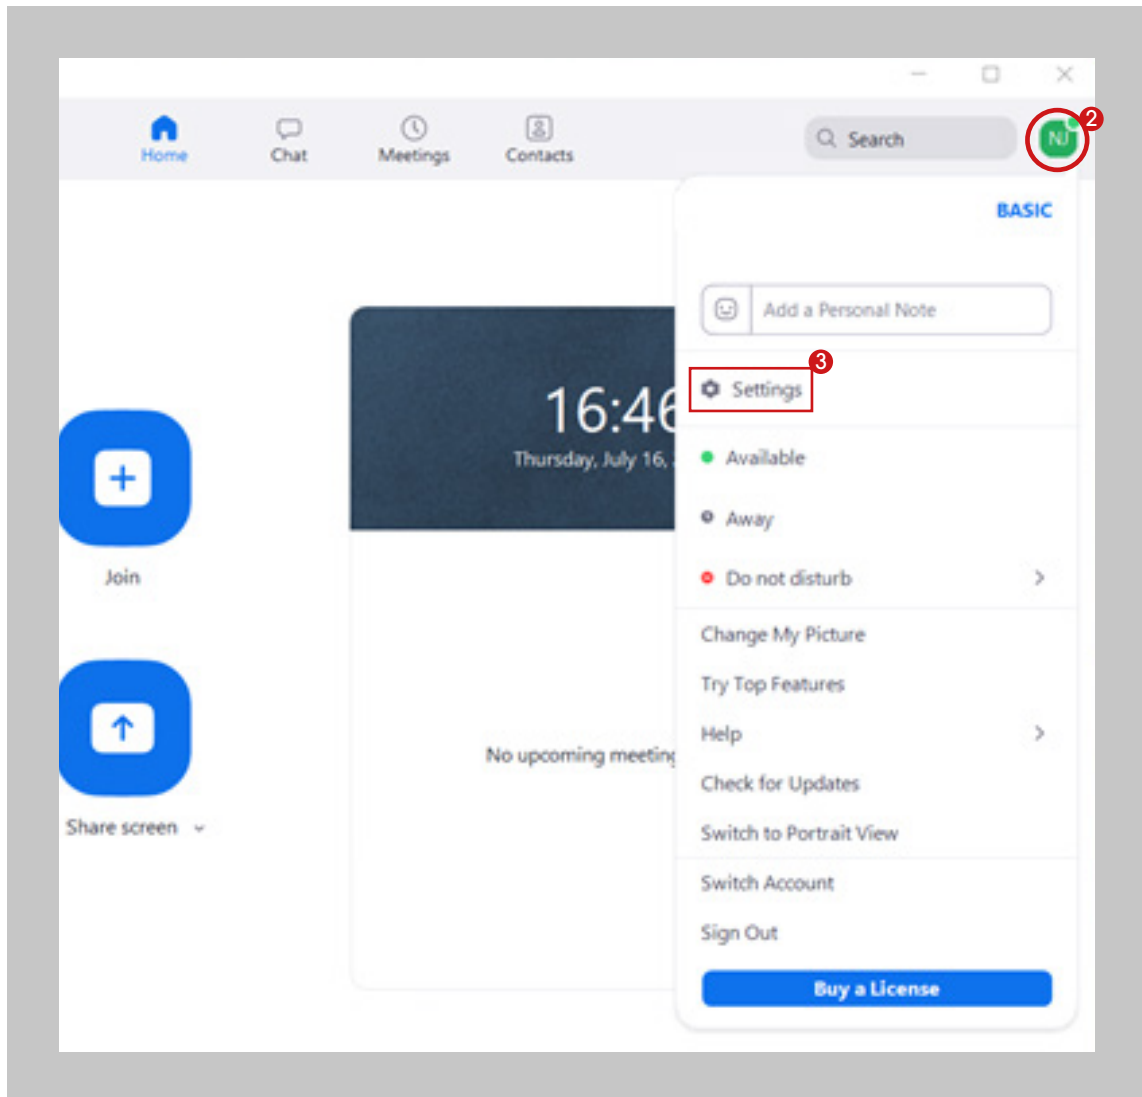 Home
Chat
Meetings
Contacts
Search
NJ
2
BASIC
Add a Personal Note
3
Settings
16:46
Thursday, July 16,
Available
Away
Do not disturb
Join
Change My Picture
Try Top Features
Help
No upcoming meeting
Check for Updates
Share screen
Switch to Portrait View
Switch Account
Sign Out
Buy a License